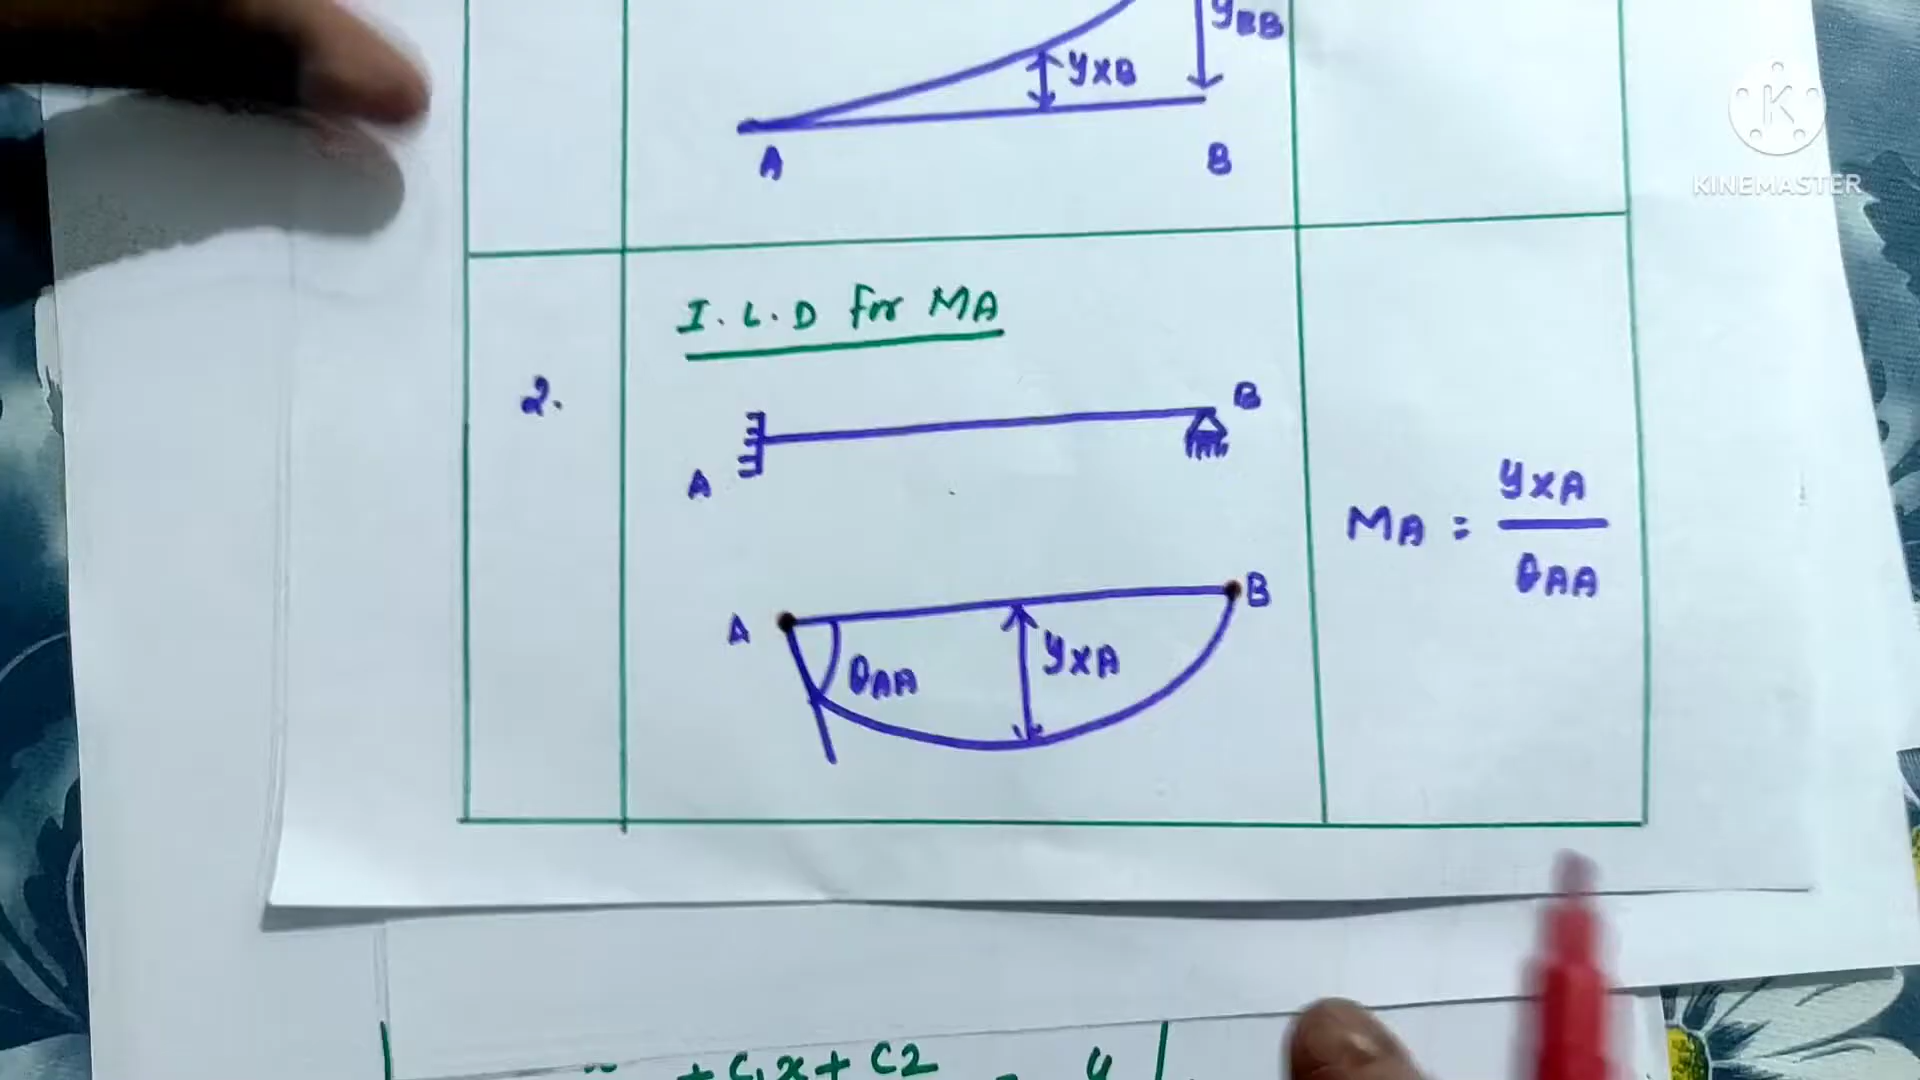 yBB
yXB
A
B
KINEMASTER
I.L.D for MA
2.
B
A
MA : yXA
θAA
A
B
θAA
yXA
+ C1x + C2